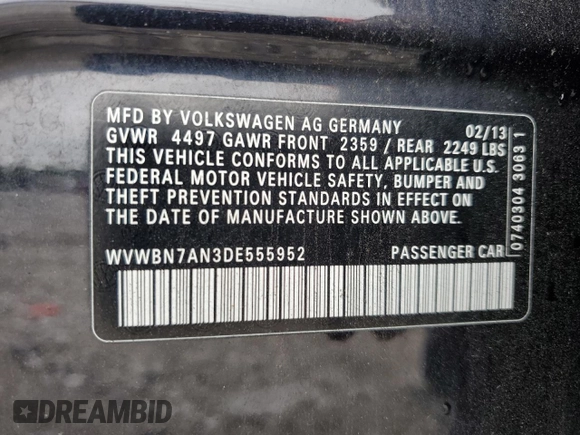 MFD BY VOLKSWAGEN AG GERMANY 02/13
GVWR 4497 GAWR FRONT 2359 / REAR 2249 LBS
THIS VEHICLE CONFORMS TO ALL APPLICABLE U.S.
FEDERAL MOTOR VEHICLE SAFETY, BUMPER AND
THEFT PREVENTION STANDARDS IN EFFECT ON
THE DATE OF MANUFACTURE SHOWN ABOVE.
WVWBN7AN3DE555952 PASSENGER CAR
0740304 9063 1
DREAMBID